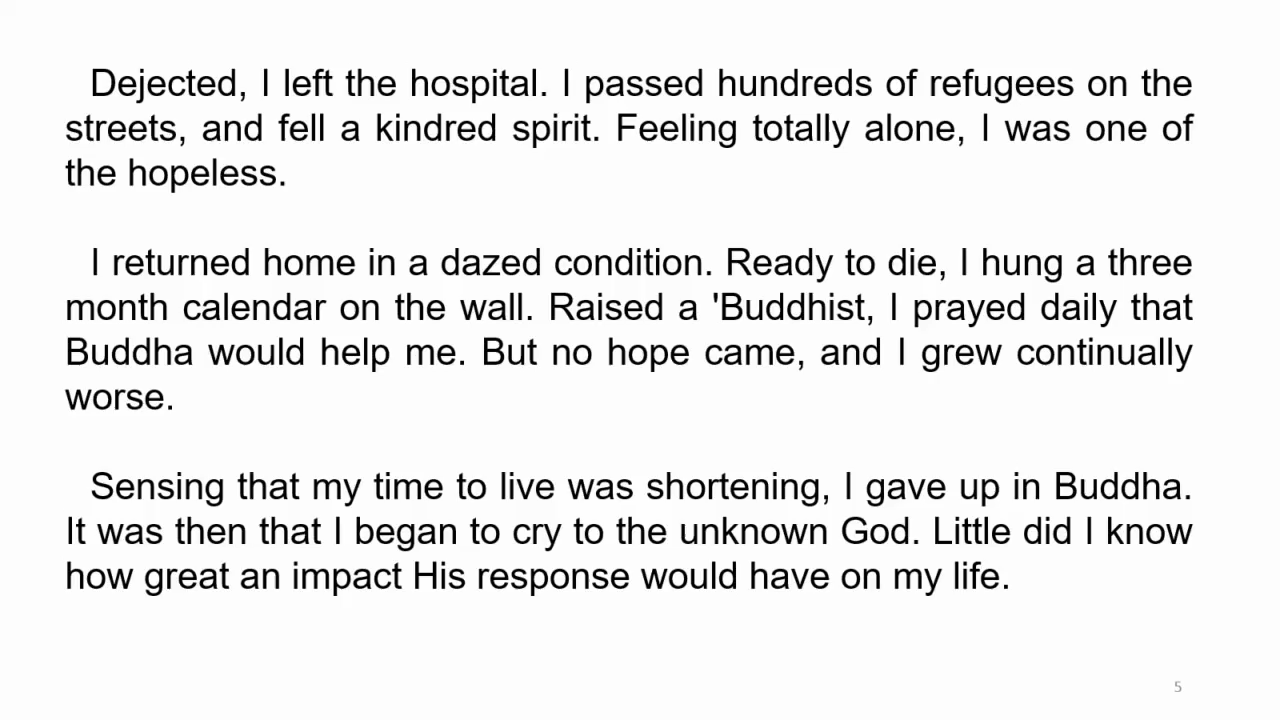 Dejected, I left the hospital. I passed hundreds of refugees on the
streets, and fell a kindred spirit. Feeling totally alone, I was one of
the hopeless.
I returned home in a dazed condition. Ready to die, I hung a three
month calendar on the wall. Raised a 'Buddhist, I prayed daily that
Buddha would help me. But no hope came, and I grew continually
worse.
Sensing that my time to live was shortening, I gave up in Buddha.
It was then that I began to cry to the unknown God. Little did I know
how great an impact His response would have on my life.
5